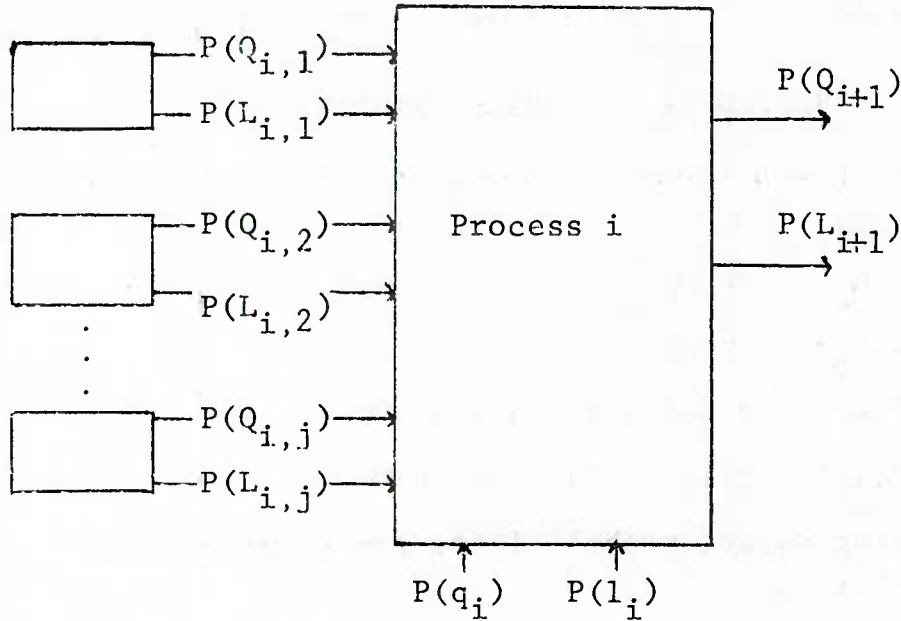 P(Q_{i,1})
P(L_{i,1})
P(Q_{i,2})
P(L_{i,2})
.
.
.
P(Q_{i,j})
P(L_{i,j})
Process i
P(Q_{i+1})
P(L_{i+1})
P(q_i) P(l_i)